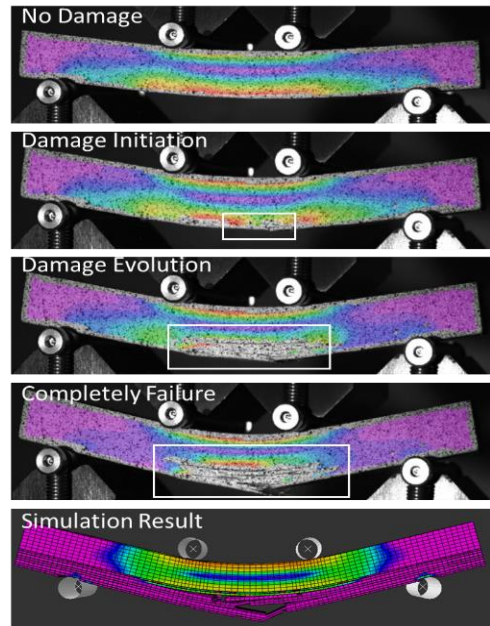 No Damage
Damage Initiation
Damage Evolution
Completely Failure
Simulation Result